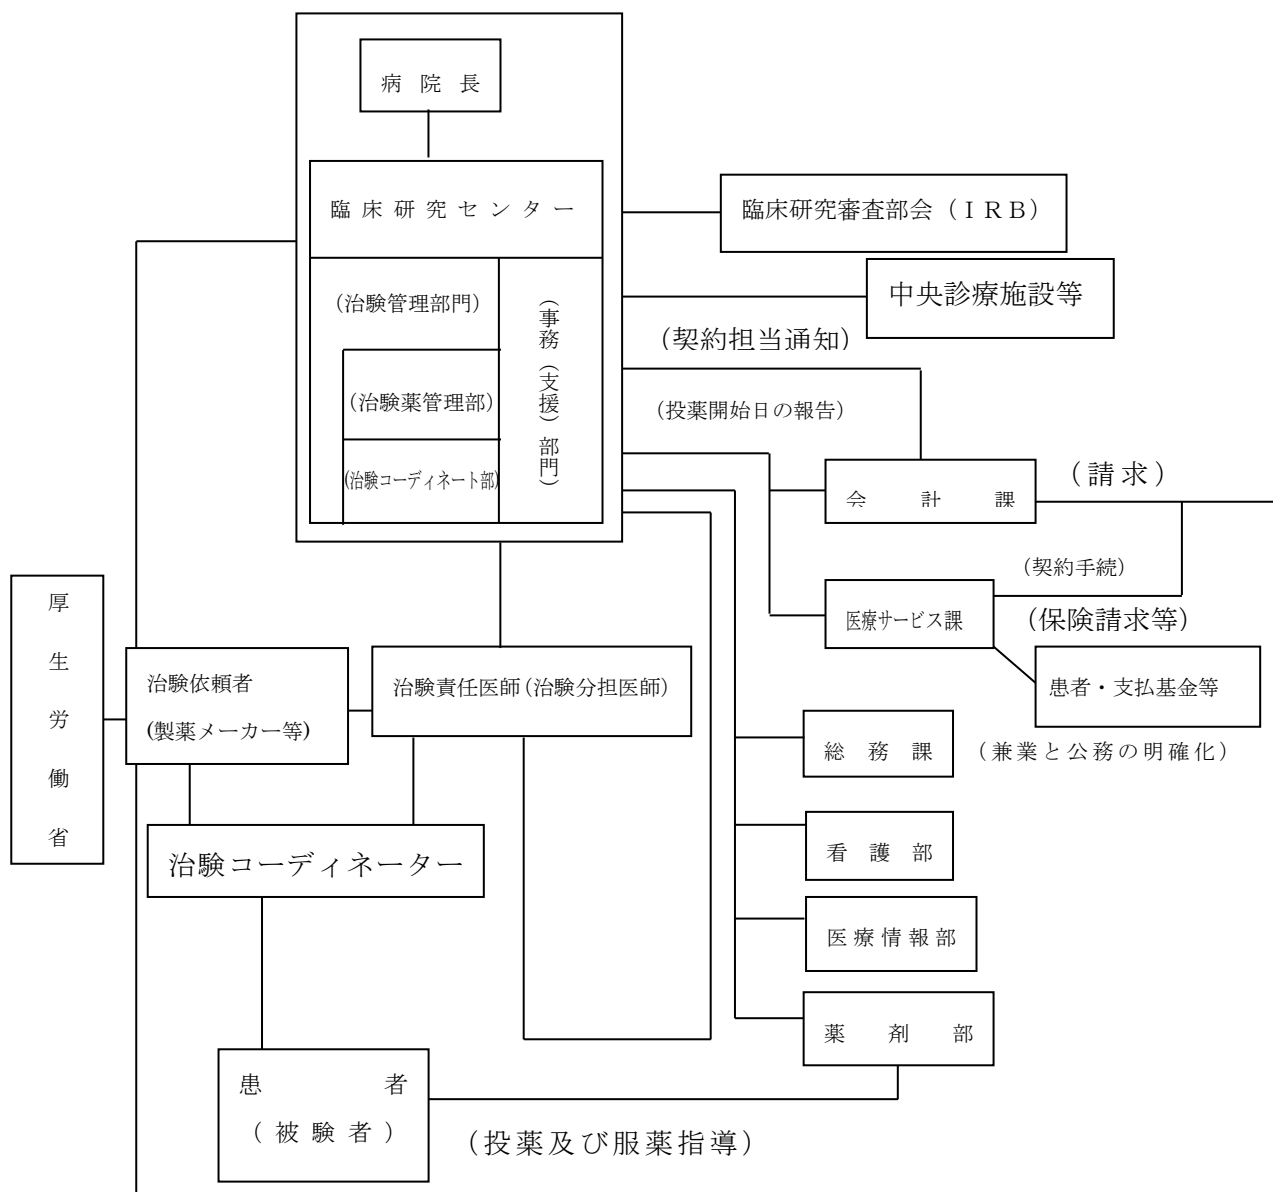 病院長
臨床研究センター
臨床研究審査部会（ＩＲＢ）
中央診療施設等
(治験管理部門)
(事務(支援)部門)
(契約担当通知)
(治験薬管理部)
(投薬開始日の報告)
(治験コーディネート部)
(請求)
会計課
(契約手続)
医療サービス課
(保険請求等)
患者・支払基金等
厚生労働省
治験依頼者
(製薬メーカー等)
治験責任医師(治験分担医師)
総務課
(兼業と公務の明確化)
看護部
治験コーディネーター
医療情報部
薬剤部
患者
(被験者)
(投薬及び服薬指導)